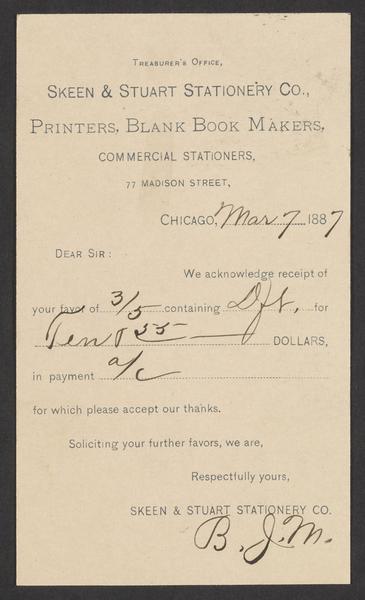 TREASURER'S OFFICE,
SKEEN & STUART STATIONERY CO.,
PRINTERS, BLANK BOOK MAKERS,
COMMERCIAL STATIONERS,
77 MADISON STREET,
CHICAGO, Mar 7 1887
DEAR SIR:
We acknowledge receipt of
your favor of 3/5 containing Dft. for
Ten & 55 DOLLARS,
in payment a/c
for which please accept our thanks.
Soliciting your further favors, we are,
Respectfully yours,
SKEEN & STUART STATIONERY CO.
B. J. M.